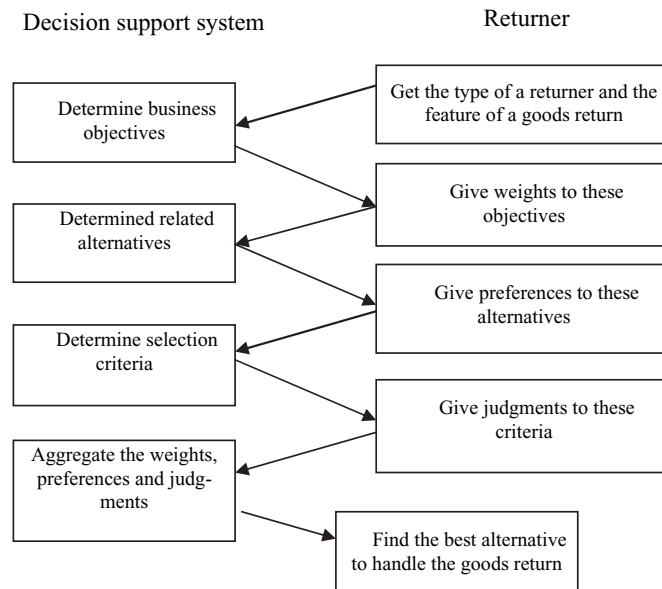 Decision support system
Returner
Get the type of a returner and the
feature of a goods return
Determine business
objectives
Give weights to these
objectives
Determined related
alternatives
Give preferences to these
alternatives
Determine selection
criteria
Give judgments to these
criteria
Aggregate the weights,
preferences and judg-
ments
Find the best alternative
to handle the goods return